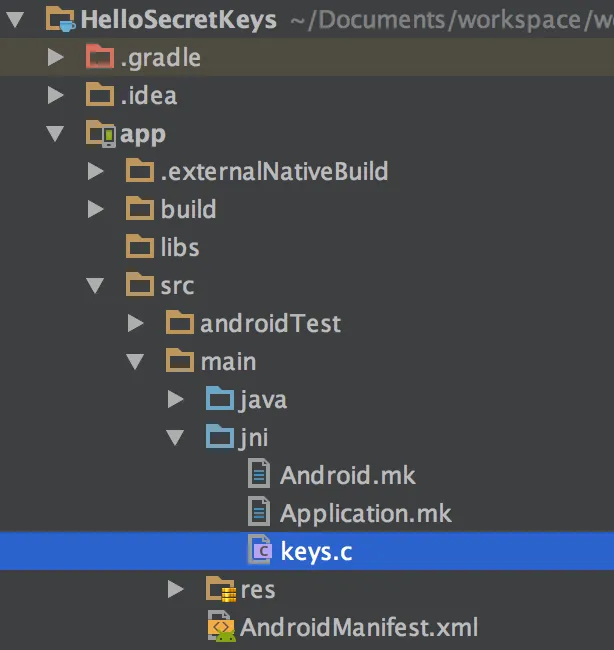 HelloSecretKeys ~/Documents/workspace/w
.gradle
.idea
app
.externalNativeBuild
build
libs
src
androidTest
main
java
jni
Android.mk
Application.mk
keys.c
res
AndroidManifest.xml